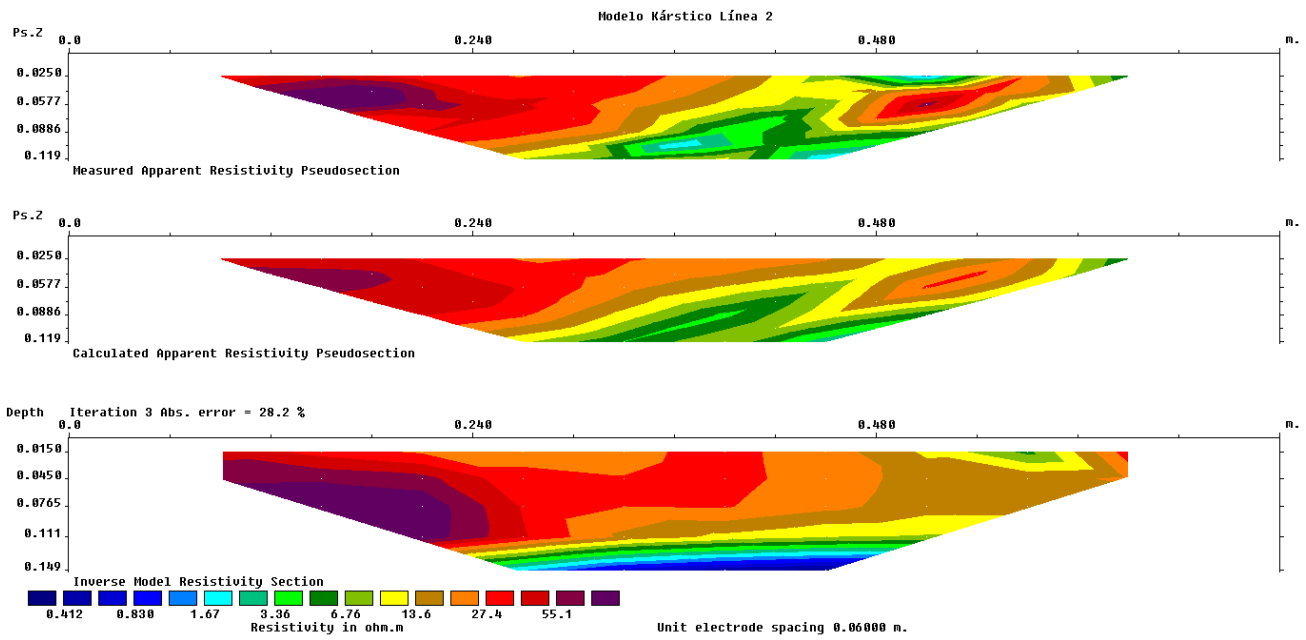 Modelo Kárstico Línea 2
Ps.Z 0.0 0.240 0.480 m.
0.0250
0.0577
0.0886
0.119
Measured Apparent Resistivity Pseudosection
Ps.Z 0.0 0.240 0.480 m.
0.0250
0.0577
0.0886
0.119
Calculated Apparent Resistivity Pseudosection
Depth Iteration 3 Abs. error = 28.2 %
0.0 0.240 0.480 m.
0.0150
0.0450
0.0765
0.111
0.149
Inverse Model Resistivity Section
0.412 0.830 1.67 3.36 6.76 13.6 27.4 55.1
Resistivity in ohm.m Unit electrode spacing 0.06000 m.